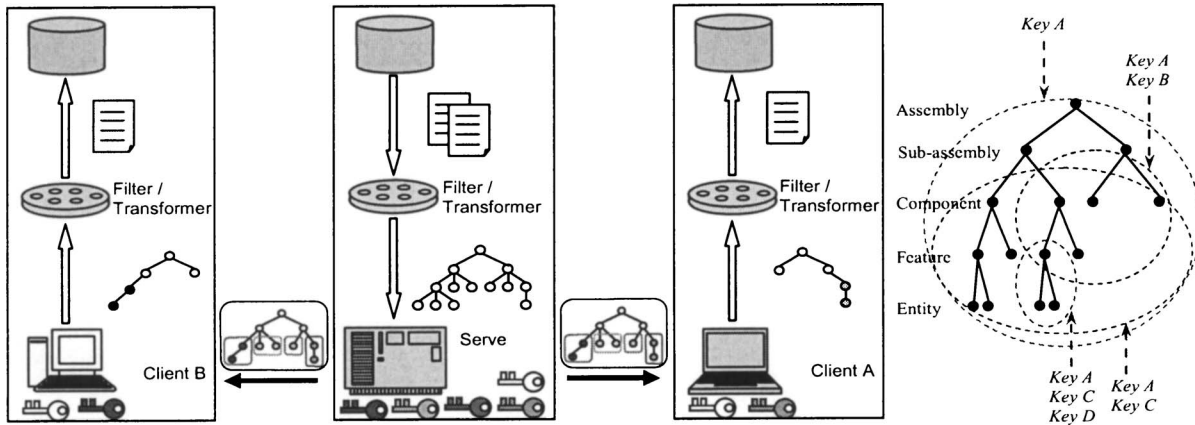 Filter /
Transformer
Client B
Filter /
Transformer
Serve
Filter /
Transformer
Client A
Key A
Key A
Key B
Assembly
Sub-assembly
Component
Feature
Entity
Key A
Key C
Key D
Key A
Key C